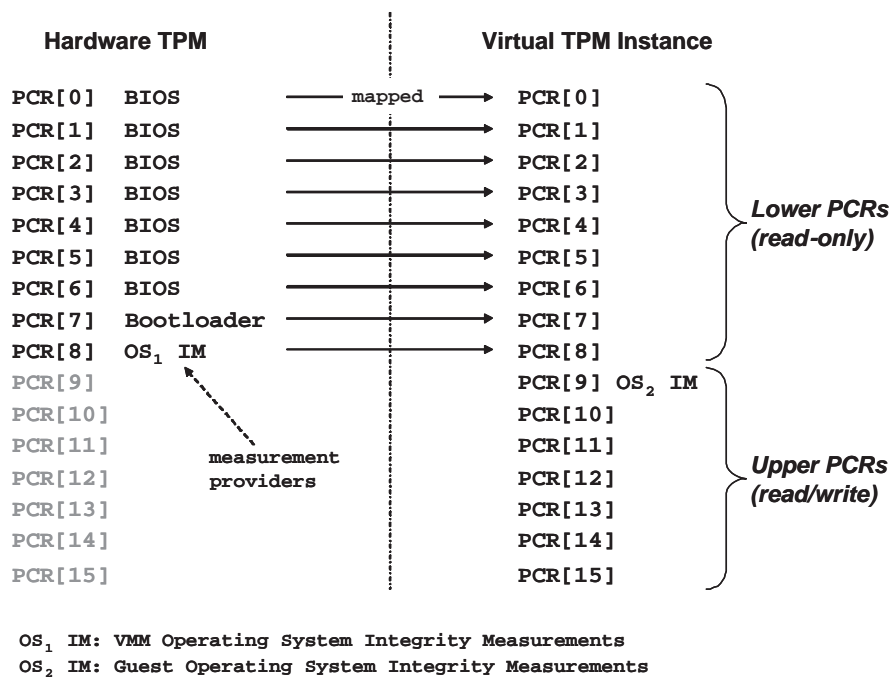 Hardware TPM Virtual TPM Instance
PCR[0] BIOS mapped PCR[0]
PCR[1] BIOS PCR[1]
PCR[2] BIOS PCR[2]
PCR[3] BIOS PCR[3]
PCR[4] BIOS PCR[4]
PCR[5] BIOS PCR[5]
PCR[6] BIOS PCR[6]
PCR[7] Bootloader PCR[7]
PCR[8] OS₁ IM PCR[8]
Lower PCRs
(read-only)
PCR[9] PCR[9] OS₂ IM
PCR[10] PCR[10]
PCR[11] PCR[11]
PCR[12] PCR[12]
PCR[13] PCR[13]
PCR[14] PCR[14]
PCR[15] PCR[15]
measurement
providers
Upper PCRs
(read/write)
OS₁ IM: VMM Operating System Integrity Measurements
OS₂ IM: Guest Operating System Integrity Measurements